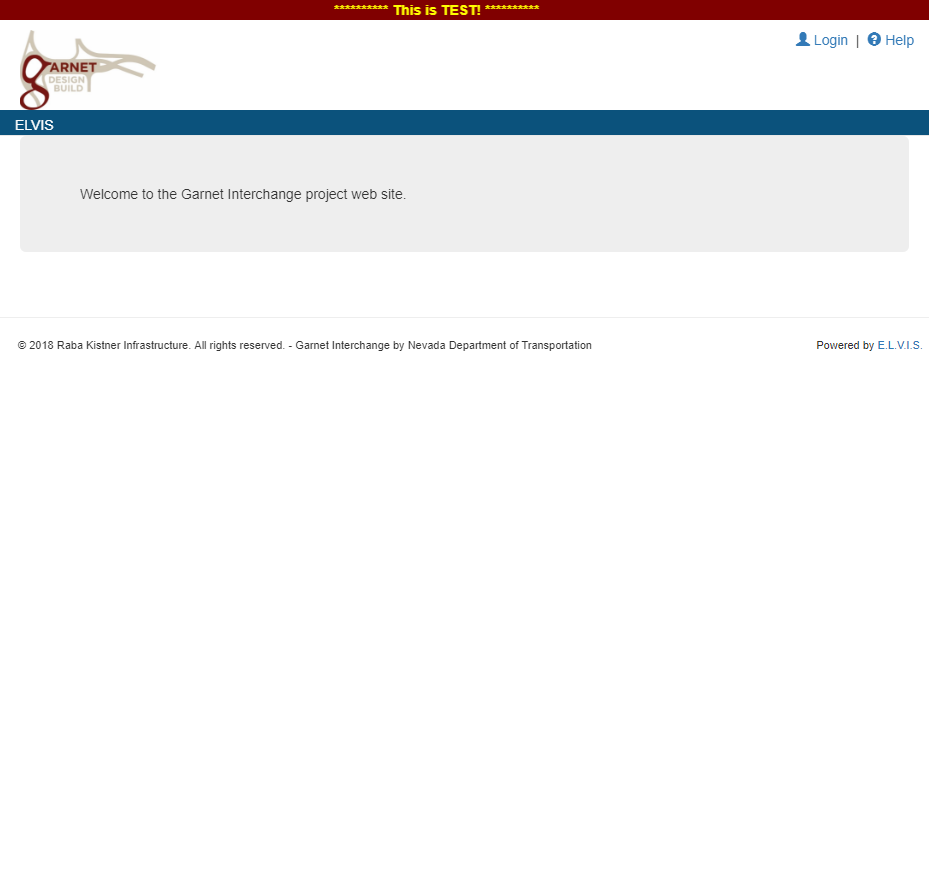 ********** This is TEST! **********
Login | Help
gARNET
DESIGN
BUILD
ELVIS
Welcome to the Garnet Interchange project web site.
© 2018 Raba Kistner Infrastructure. All rights reserved. - Garnet Interchange by Nevada Department of Transportation
Powered by E.L.V.I.S.